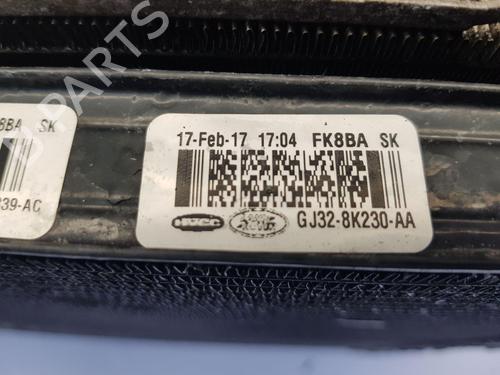 8BA SK
39-AC
17-Feb-17 17:04 FK8BA SK
GJ32-8K230-AA
B-PARTS